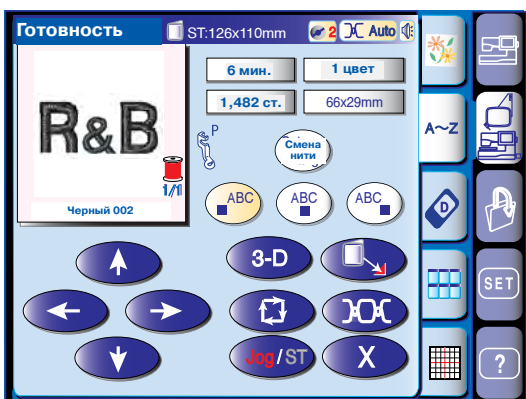 Готовность
ST:126x110mm
2
Auto
6 мин.
1 цвет
1,482 ст.
66x29mm
R&B
1/1
Черный 002
P
Смена
нити
ABC
ABC
ABC
3-D
Jog/ST
X
A~Z
D
SET
?